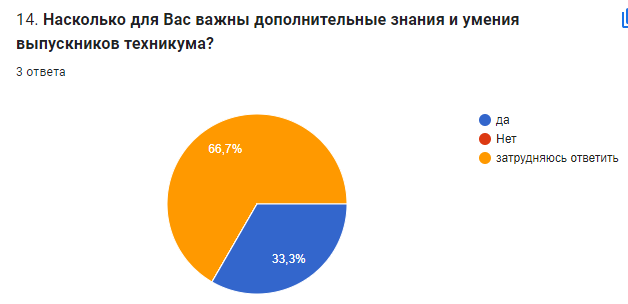 14. Насколько для Вас важны дополнительные знания и умения
выпускников техникума?
3 ответа
да
Нет
затрудняюсь ответить
66,7%
33,3%